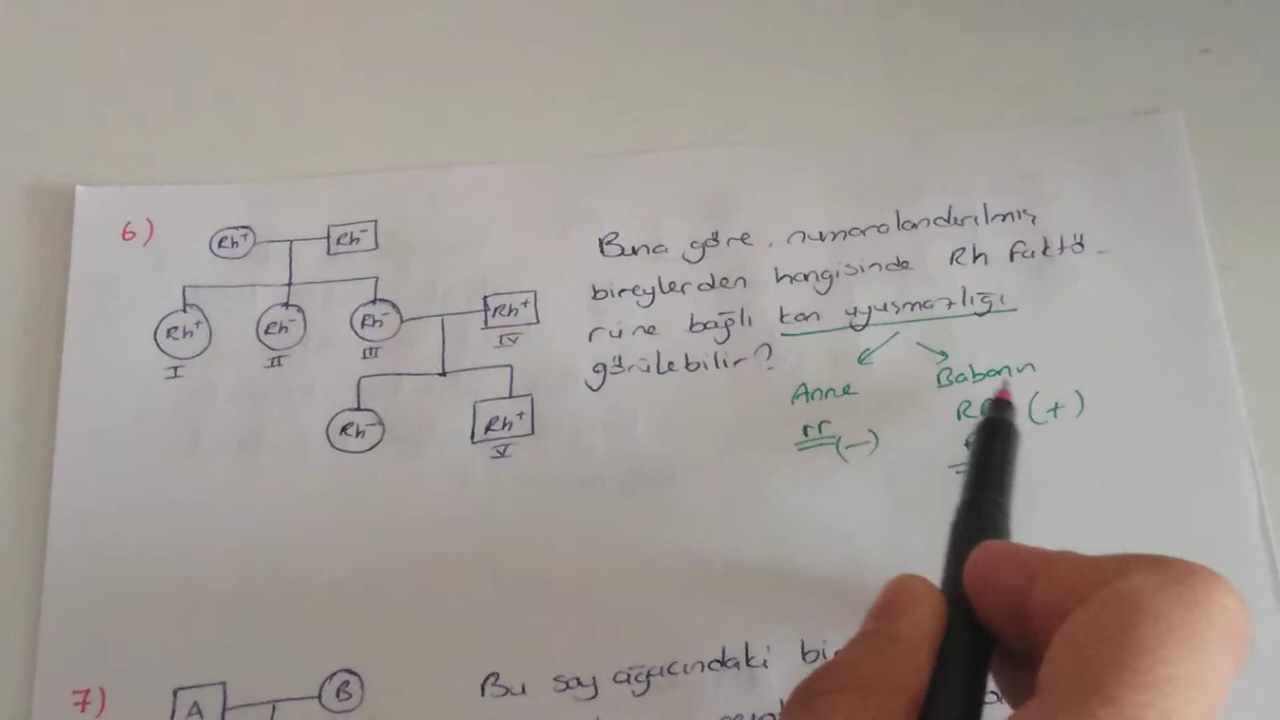 6)
Rh+ Rh-
Rh+ Rh- Rh- Rh+
I II III IV
Rh- Rh+
V
Buna göre, numaralandırılmış
bireylerden hangisinde Rh faktö-
rüne bağlı kan uyuşmazlığı
görülebilir?
Anne Babanın
rr (-) (+)
7)
A B
Bu soy ağacındaki